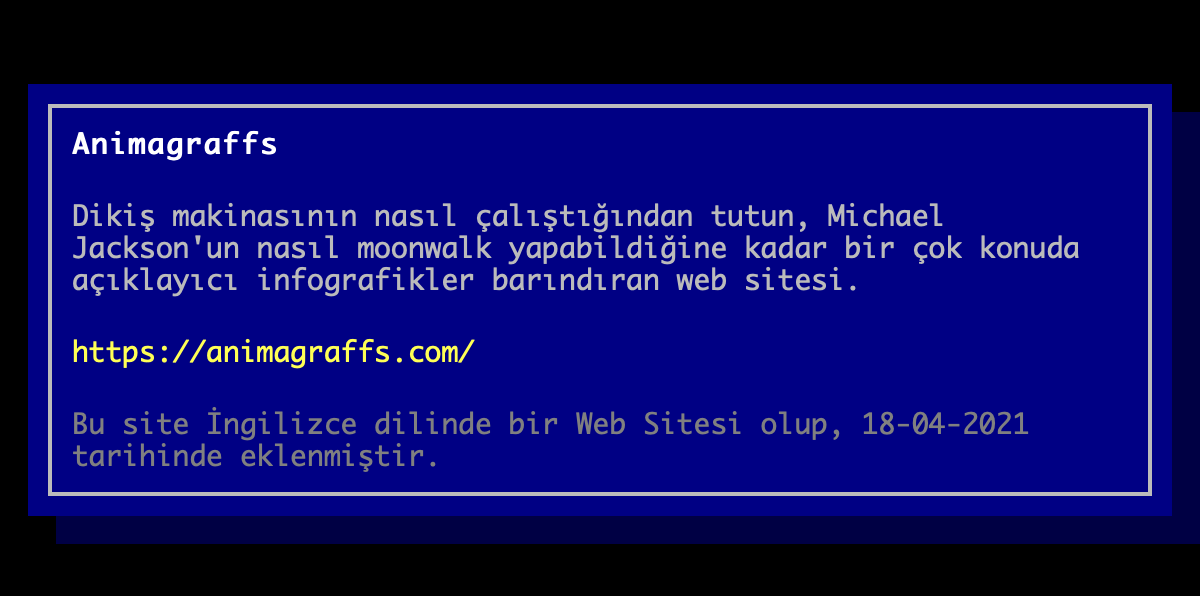 Animagraffs
Dikiş makinasının nasıl çalıştığından tutun, Michael
Jackson'un nasıl moonwalk yapabildiğine kadar bir çok konuda
açıklayıcı infografikler barındıran web sitesi.
https://animagraffs.com/
Bu site İngilizce dilinde bir Web Sitesi olup, 18-04-2021
tarihinde eklenmiştir.